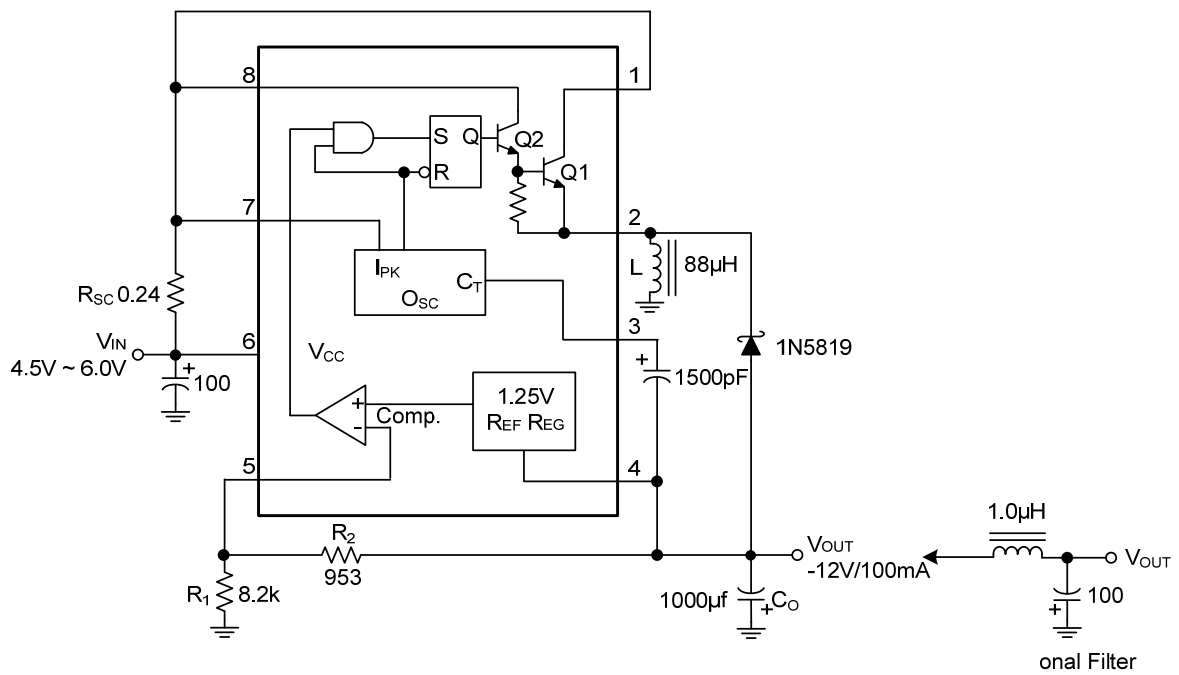 8
1
S Q
Q2
R
Q1
7
2
IPK
CT
OSC
L
88µH
RSC 0.24
3
VIN
6
4.5V ~ 6.0V
+
100
VCC
+
1500pF
1N5819
1.25V
REF REG
+
Comp.
-
5
4
R2
953
VOUT
-12V/100mA
1.0µH
VOUT
R1
8.2k
1000µf
+
CO
+
100
onal Filter